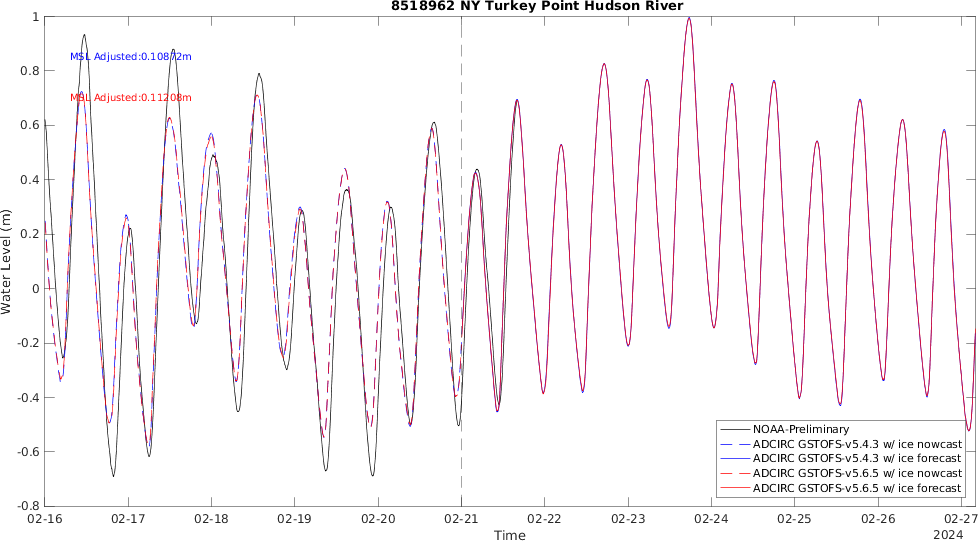 8518962 NY Turkey Point Hudson River
1
0.8
0.6
0.4
0.2
0
-0.2
-0.4
-0.6
-0.8
Water Level (m)
MSL Adjusted:0.10872m
MSL Adjusted:0.11208m
NOAA-Preliminary
ADCIRC GSTOFS-v5.4.3 w/ ice nowcast
ADCIRC GSTOFS-v5.4.3 w/ ice forecast
ADCIRC GSTOFS-v5.6.5 w/ ice nowcast
ADCIRC GSTOFS-v5.6.5 w/ ice forecast
02-16 02-17 02-18 02-19 02-20 02-21 02-22 02-23 02-24 02-25 02-26 02-27
Time
2024